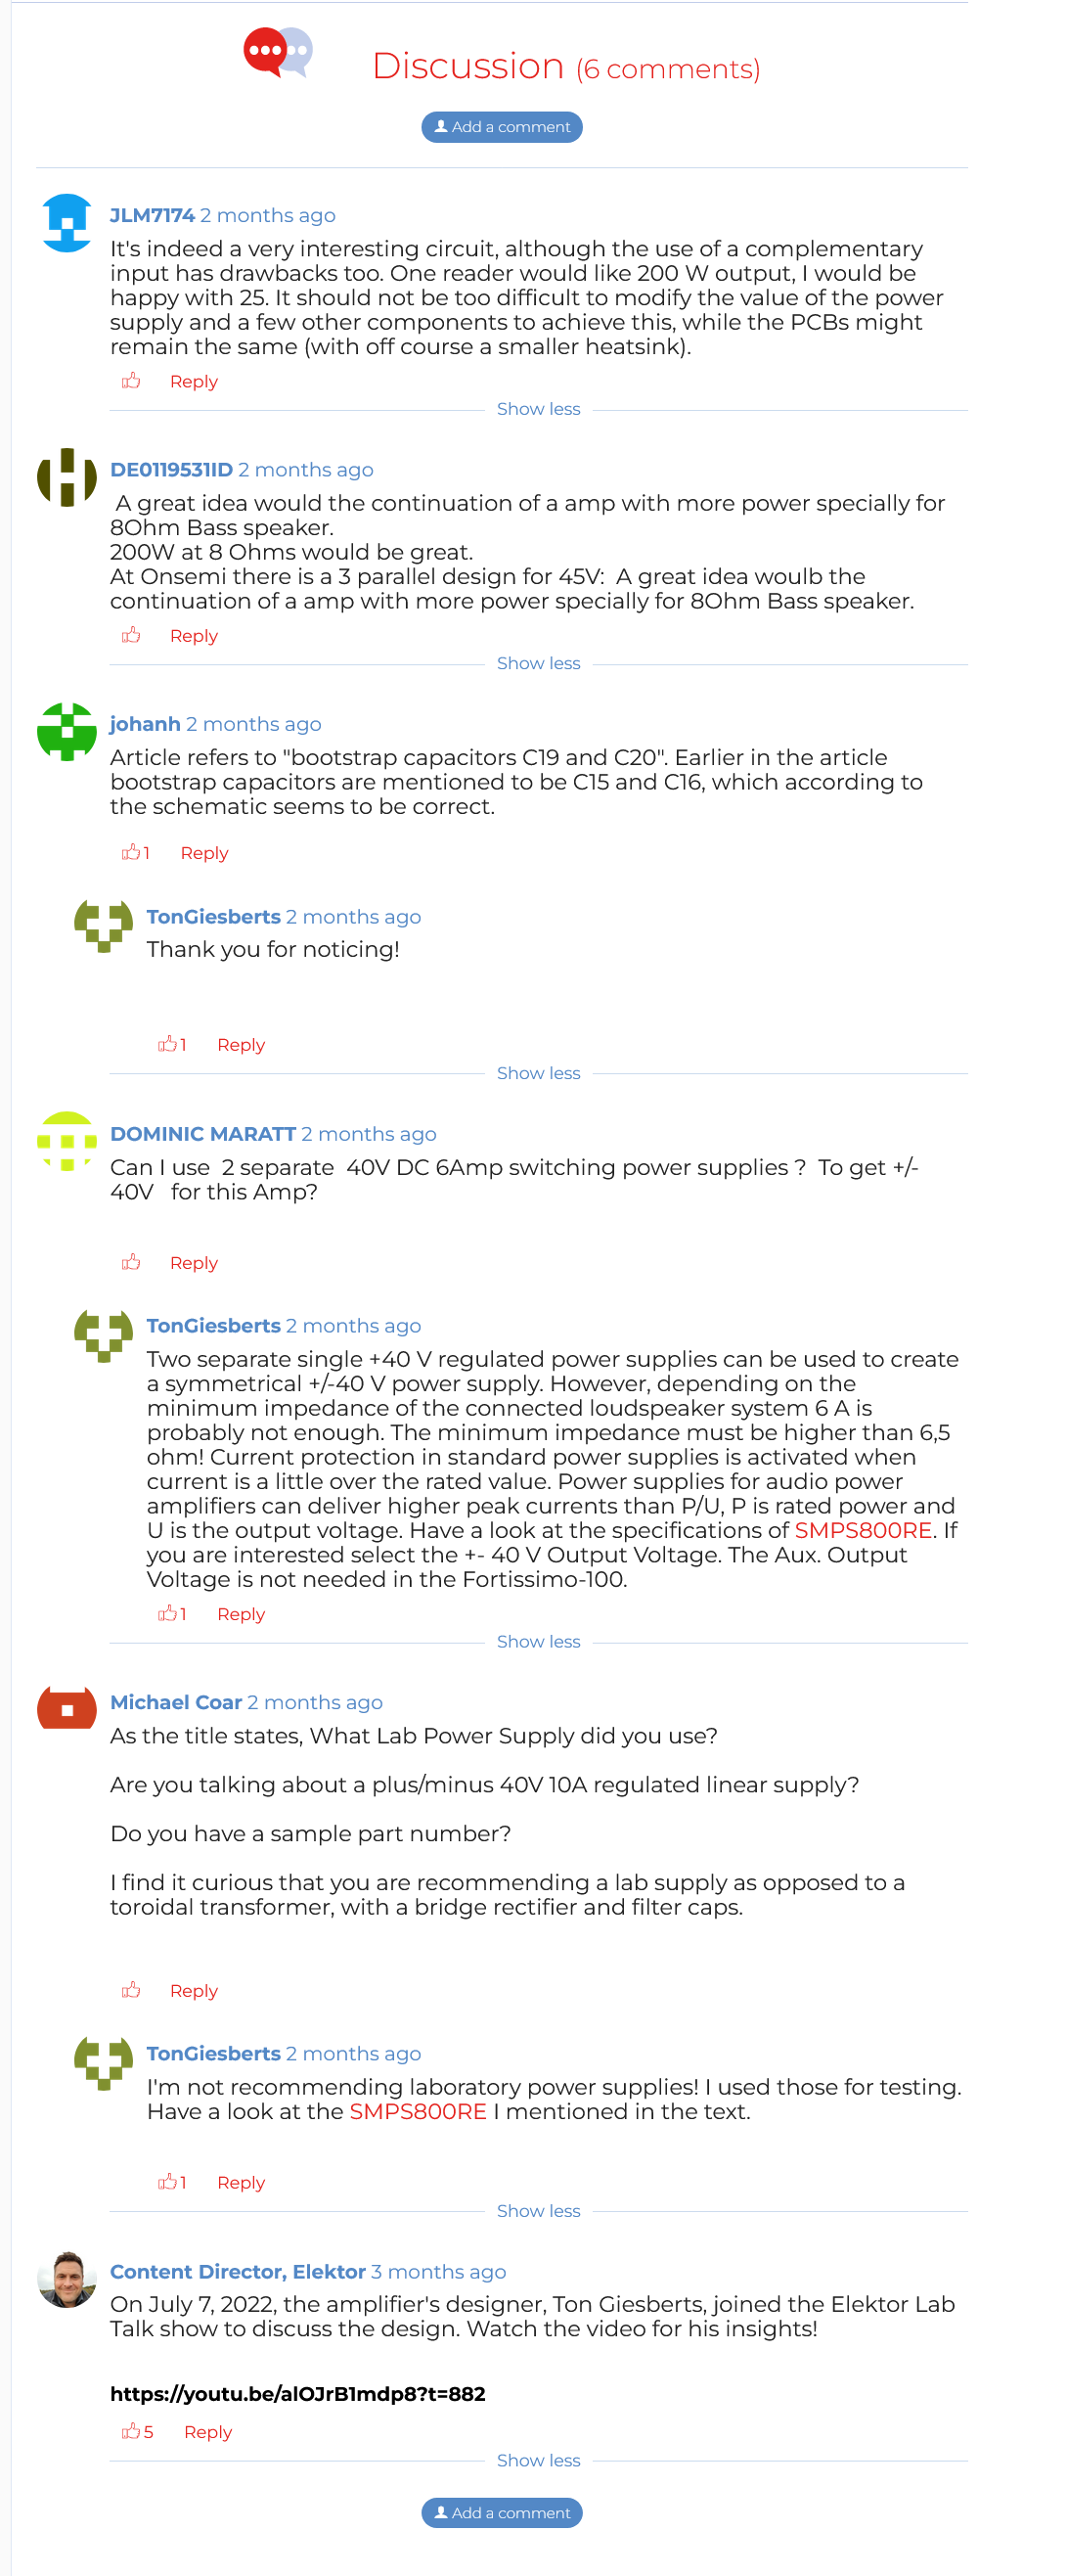 Discussion (6 comments)
Add a comment
JLM7174 2 months ago
It's indeed a very interesting circuit, although the use of a complementary
input has drawbacks too. One reader would like 200 W output, I would be
happy with 25. It should not be too difficult to modify the value of the power
supply and a few other components to achieve this, while the PCBs might
remain the same (with off course a smaller heatsink).
Reply
Show less
DE0119531ID 2 months ago
A great idea would the continuation of a amp with more power specially for
8Ohm Bass speaker.
200W at 8 Ohms would be great.
At Onsemi there is a 3 parallel design for 45V:  A great idea woulb the
continuation of a amp with more power specially for 8Ohm Bass speaker.
Reply
Show less
johanh 2 months ago
Article refers to "bootstrap capacitors C19 and C20". Earlier in the article
bootstrap capacitors are mentioned to be C15 and C16, which according to
the schematic seems to be correct.
1 Reply
TonGiesberts 2 months ago
Thank you for noticing!
1 Reply
Show less
DOMINIC MARATT 2 months ago
Can I use  2 separate  40V DC 6Amp switching power supplies ?  To get +/-
40V   for this Amp?
Reply
TonGiesberts 2 months ago
Two separate single +40 V regulated power supplies can be used to create
a symmetrical +/-40 V power supply. However, depending on the
minimum impedance of the connected loudspeaker system 6 A is
probably not enough. The minimum impedance must be higher than 6,5
ohm! Current protection in standard power supplies is activated when
current is a little over the rated value. Power supplies for audio power
amplifiers can deliver higher peak currents than P/U, P is rated power and
U is the output voltage. Have a look at the specifications of SMPS800RE. If
you are interested select the +- 40 V Output Voltage. The Aux. Output
Voltage is not needed in the Fortissimo-100.
1 Reply
Show less
Michael Coar 2 months ago
As the title states, What Lab Power Supply did you use?
Are you talking about a plus/minus 40V 10A regulated linear supply?
Do you have a sample part number?
I find it curious that you are recommending a lab supply as opposed to a
toroidal transformer, with a bridge rectifier and filter caps.
Reply
TonGiesberts 2 months ago
I'm not recommending laboratory power supplies! I used those for testing.
Have a look at the SMPS800RE I mentioned in the text.
1 Reply
Show less
Content Director, Elektor 3 months ago
On July 7, 2022, the amplifier's designer, Ton Giesberts, joined the Elektor Lab
Talk show to discuss the design. Watch the video for his insights!
https://youtu.be/alOJrB1mdp8?t=882
5 Reply
Show less
Add a comment